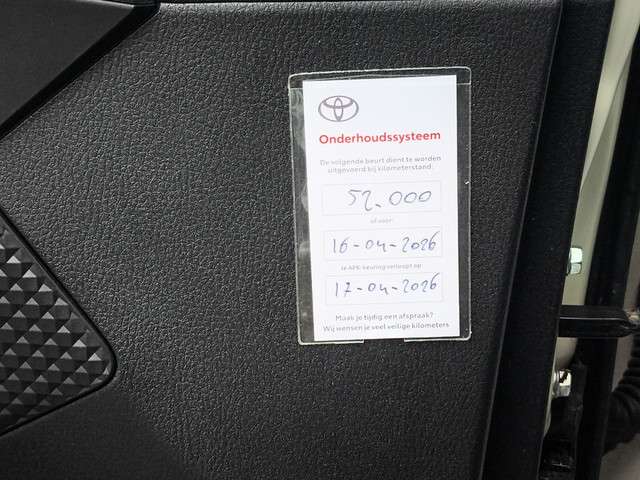 Onderhoudssysteem
De volgende beurt dient te worden
uitgevoerd bij kilometerstand:
52.000
of voor:
16-04-2026
Je APK-keuring verloopt op
17-04-2026
Maak je tijdig een afspraak?
Wij wensen je veel veilige kilometers